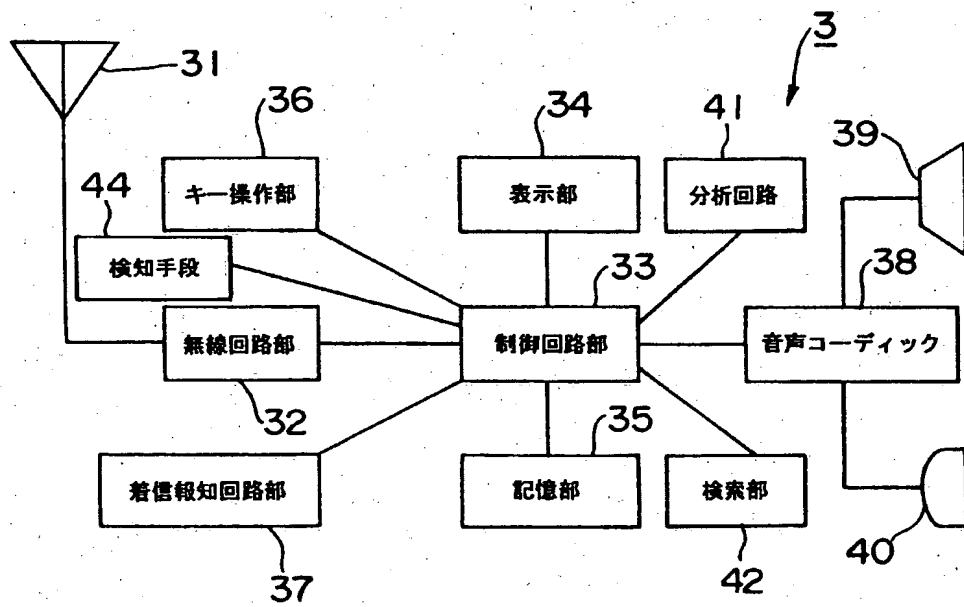 3
31
36
34
41
39
キー操作部
表示部
分析回路
44
検知手段
33
38
無線回路部
制御回路部
音声コーディック
32
35
着信報知回路部
記憶部
検索部
37
42
40